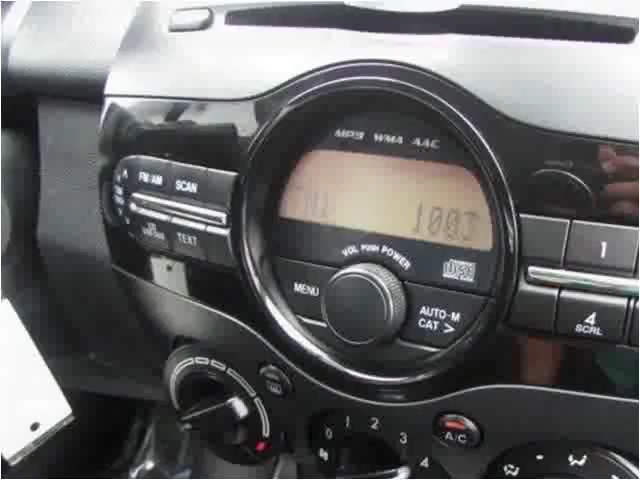 MP3 WMA AAC
FM/AM SCAN
TEXT
VOL PUSH POWER
MENU
AUTO-M
CAT >
1
4
SCRL
0 1 2 3 4
A/C